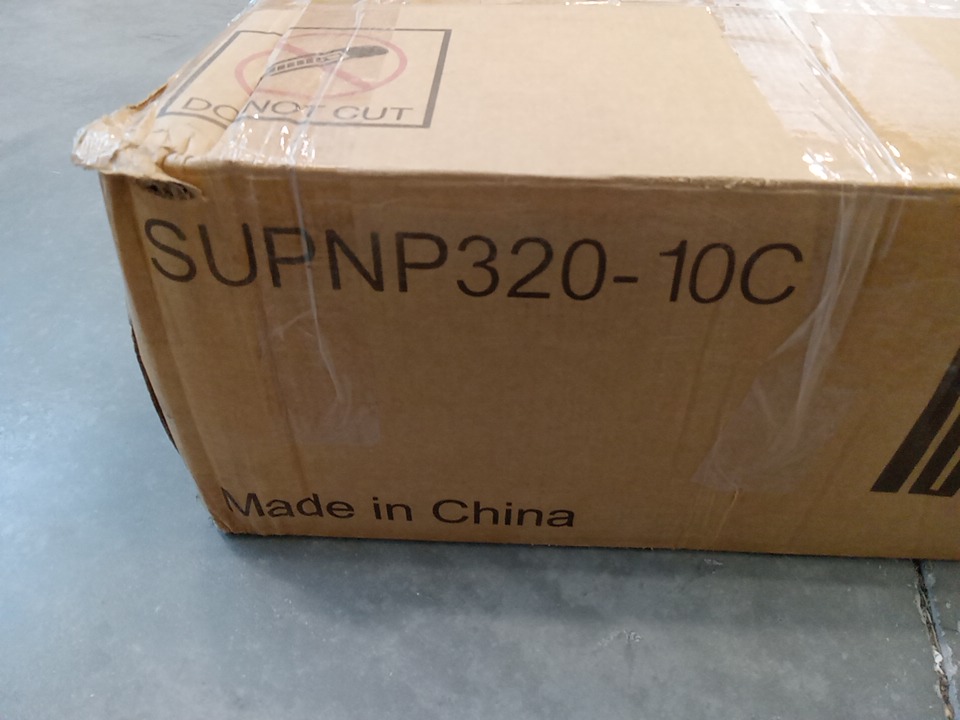 DO NOT CUT
SUPNP320-10C
Made in China